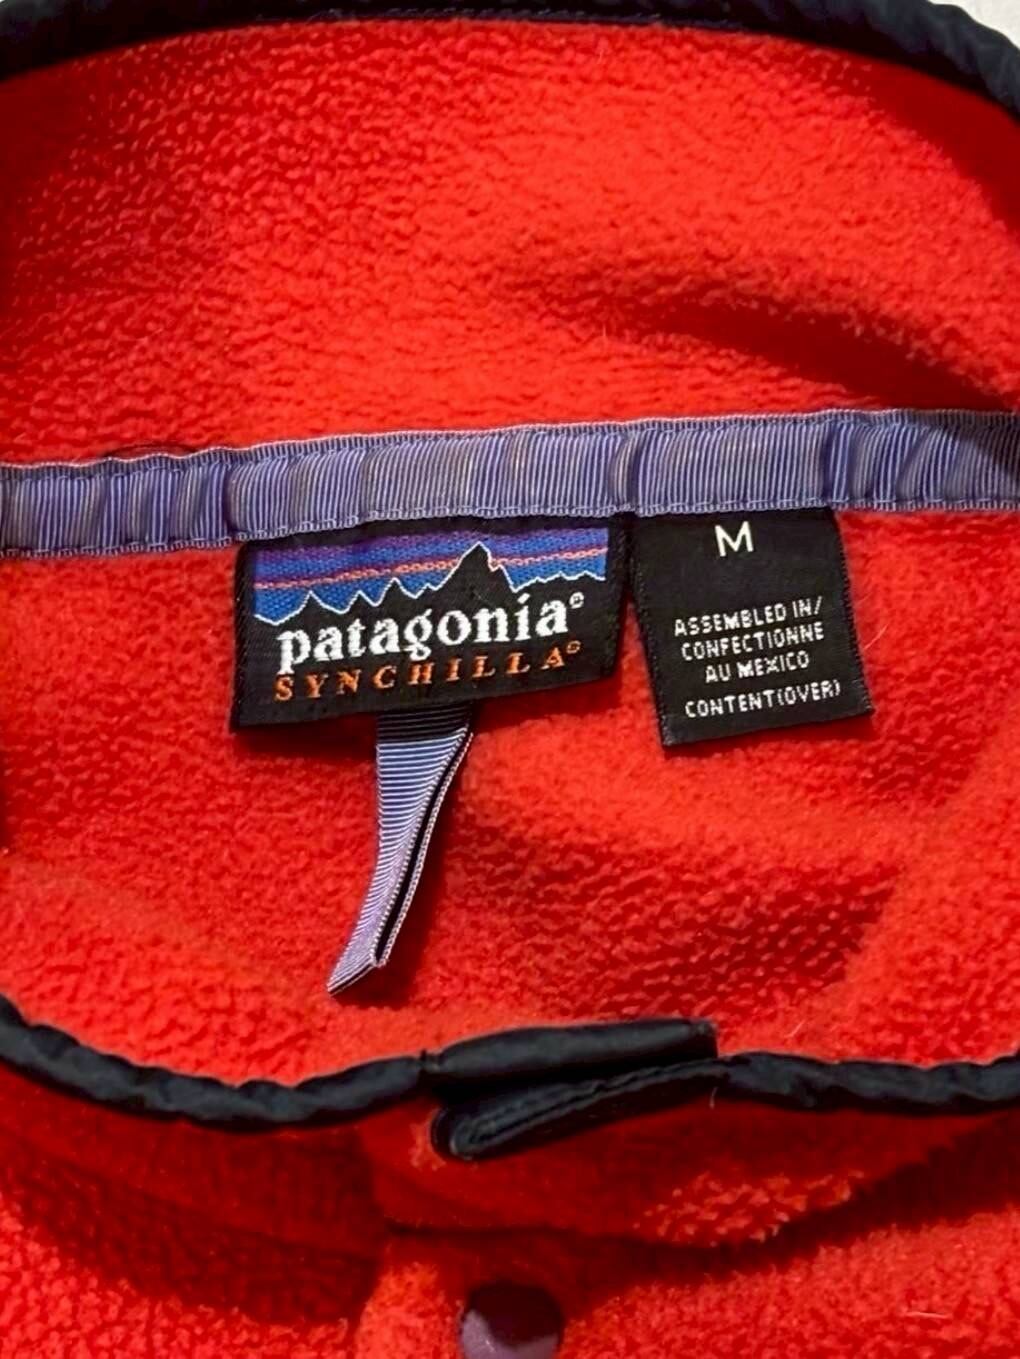 patagonia®
SYNCHILLA®
M
ASSEMBLED IN/
CONFECTIONNE
AU MEXICO
CONTENT(OVER)